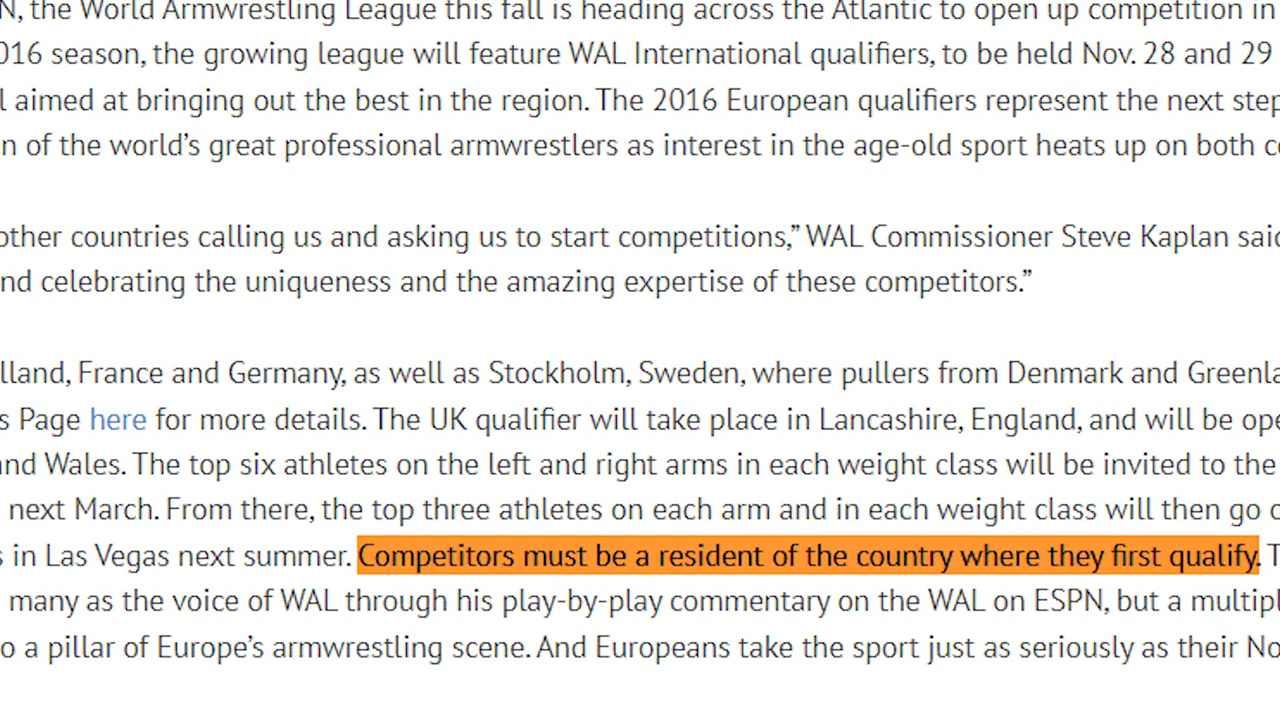 N, the World Armwrestling League this fall is heading across the Atlantic to open up competition in
016 season, the growing league will feature WAL International qualifiers, to be held Nov. 28 and 29
l aimed at bringing out the best in the region. The 2016 European qualifiers represent the next step
n of the world’s great professional armwrestlers as interest in the age-old sport heats up on both c
other countries calling us and asking us to start competitions,” WAL Commissioner Steve Kaplan said
nd celebrating the uniqueness and the amazing expertise of these competitors.”
lland, France and Germany, as well as Stockholm, Sweden, where pullers from Denmark and Greenla
s Page here for more details. The UK qualifier will take place in Lancashire, England, and will be ope
and Wales. The top six athletes on the left and right arms in each weight class will be invited to the
next March. From there, the top three athletes on each arm and in each weight class will then go o
s in Las Vegas next summer. Competitors must be a resident of the country where they first qualify. T
many as the voice of WAL through his play-by-play commentary on the WAL on ESPN, but a multipl
o a pillar of Europe’s armwrestling scene. And Europeans take the sport just as seriously as their No